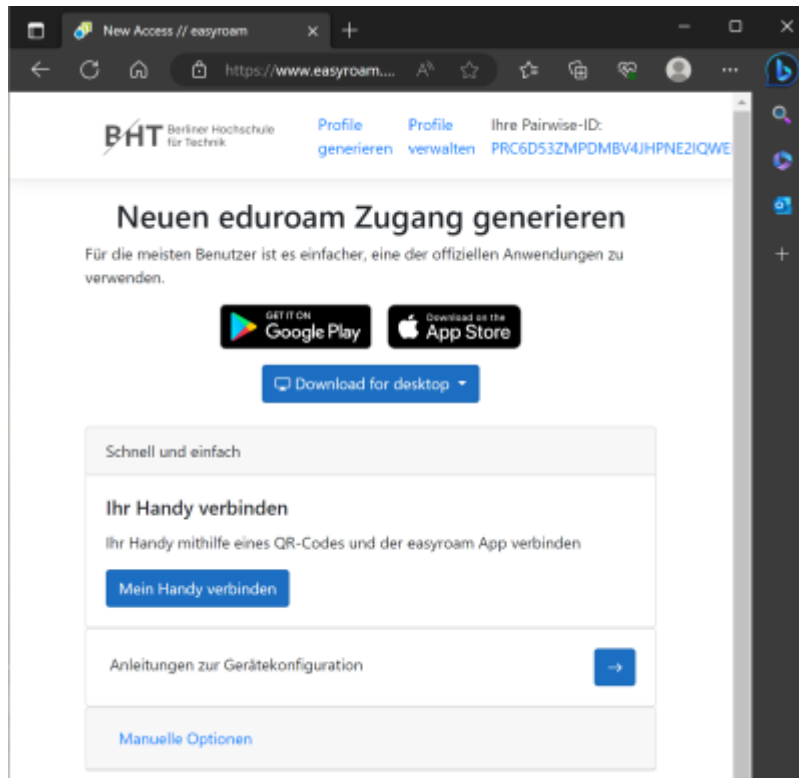 New Access // easyroam
https://www.easyroam....
BHT Berliner Hochschule für Technik
Profile generieren
Profile verwalten
Ihre Pairwise-ID:
PRC6D53ZMPDMBV4JHPNE2IQWE
Neuen eduroam Zugang generieren
Für die meisten Benutzer ist es einfacher, eine der offiziellen Anwendungen zu
verwenden.
GET IT ON
Google Play
Download on the
App Store
Download for desktop
Schnell und einfach
Ihr Handy verbinden
Ihr Handy mithilfe eines QR-Codes und der easyroam App verbinden
Mein Handy verbinden
Anleitungen zur Gerätekonfiguration
Manuelle Optionen